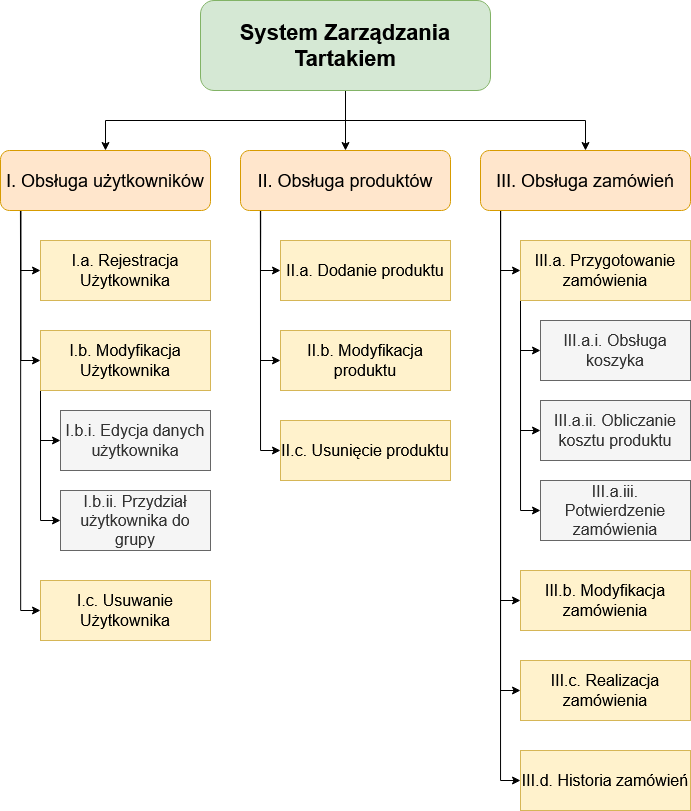 System Zarządzania
Tartakiem
I. Obsługa użytkowników
I.a. Rejestracja
Użytkownika
I.b. Modyfikacja
Użytkownika
I.b.i. Edycja danych
użytkownika
I.b.ii. Przydział
użytkownika do
grupy
I.c. Usuwanie
Użytkownika
II. Obsługa produktów
II.a. Dodanie produktu
II.b. Modyfikacja
produktu
II.c. Usunięcie produktu
III. Obsługa zamówień
III.a. Przygotowanie
zamówienia
III.a.i. Obsługa
koszyka
III.a.ii. Obliczanie
kosztu produktu
III.a.iii.
Potwierdzenie
zamówienia
III.b. Modyfikacja
zamówienia
III.c. Realizacja
zamówienia
III.d. Historia zamówień